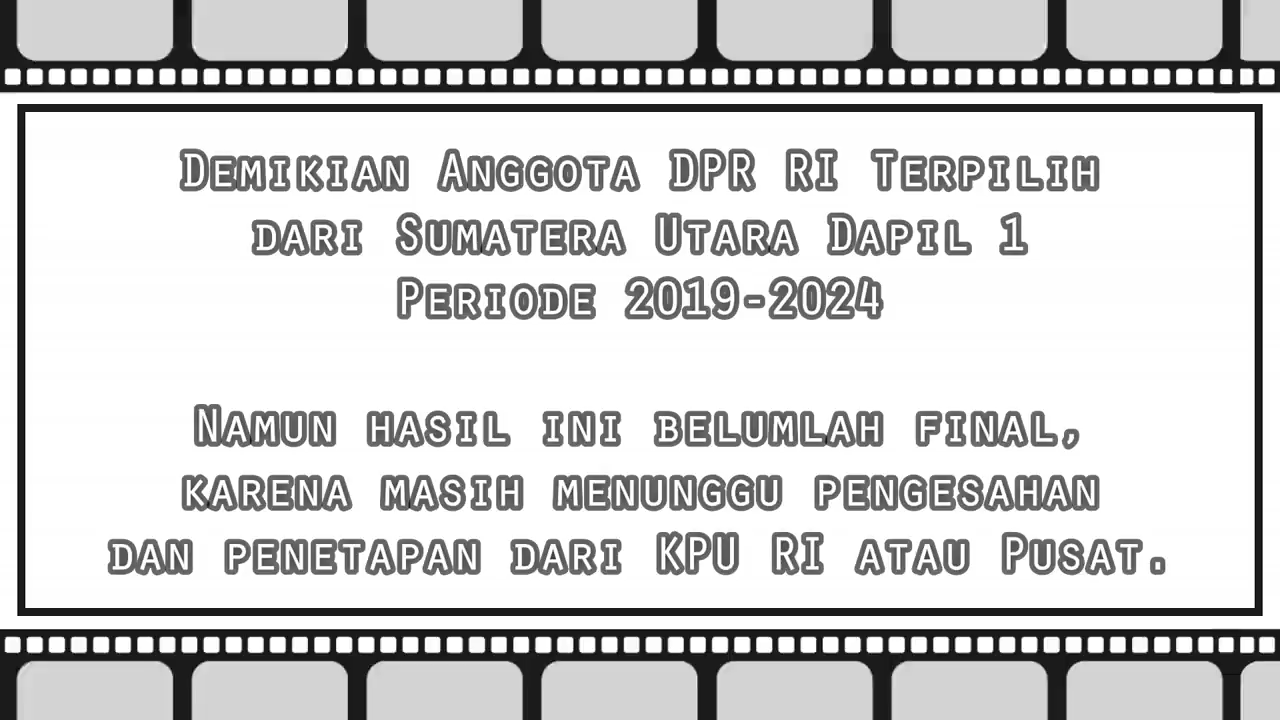 Demikian Anggota DPR RI Terpilih
dari Sumatera Utara Dapil 1
Periode 2019-2024
Namun hasil ini belumlah final,
karena masih menunggu pengesahan
dan penetapan dari KPU RI atau Pusat.